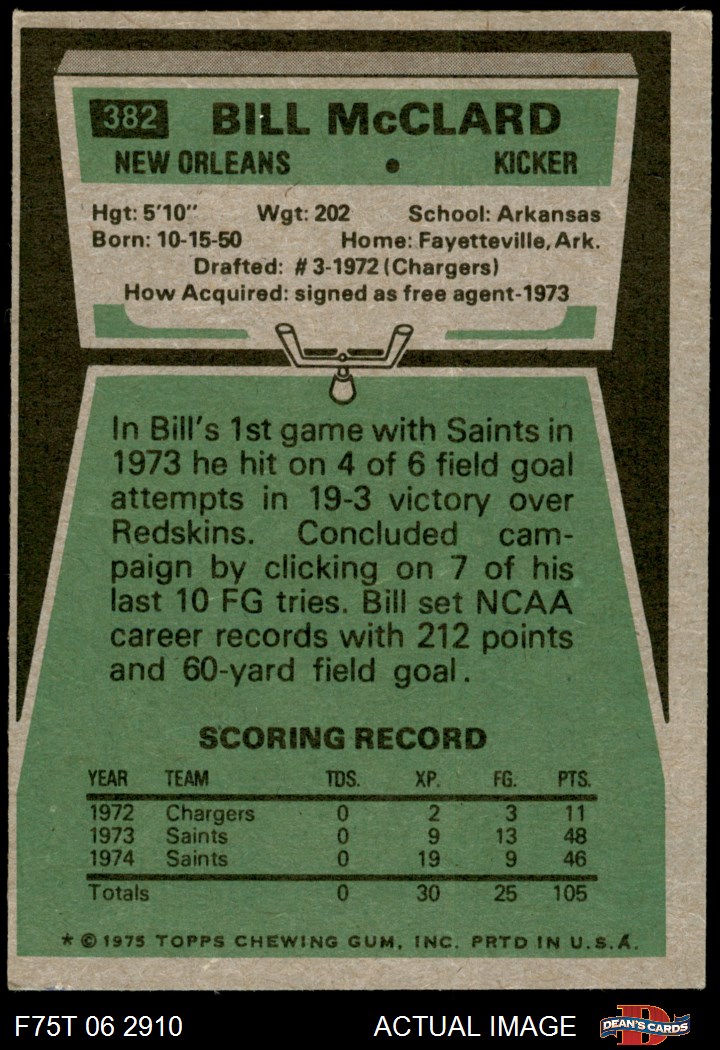 382 BILL McCLARD
NEW ORLEANS • KICKER
Hgt: 5'10" Wgt: 202 School: Arkansas
Born: 10-15-50 Home: Fayetteville, Ark.
Drafted: #3-1972 (Chargers)
How Acquired: signed as free agent-1973
In Bill's 1st game with Saints in
1973 he hit on 4 of 6 field goal
attempts in 19-3 victory over
Redskins. Concluded cam-
paign by clicking on 7 of his
last 10 FG tries. Bill set NCAA
career records with 212 points
and 60-yard field goal.
SCORING RECORD
YEAR TEAM TDS. XP. FG. PTS.
1972 Chargers 0 2 3 11
1973 Saints 0 9 13 48
1974 Saints 0 19 9 46
Totals 0 30 25 105
* © 1975 TOPPS CHEWING GUM, INC. PRTD IN U.S.A.
F75T 06 2910 ACTUAL IMAGE DEAN'S CARDS